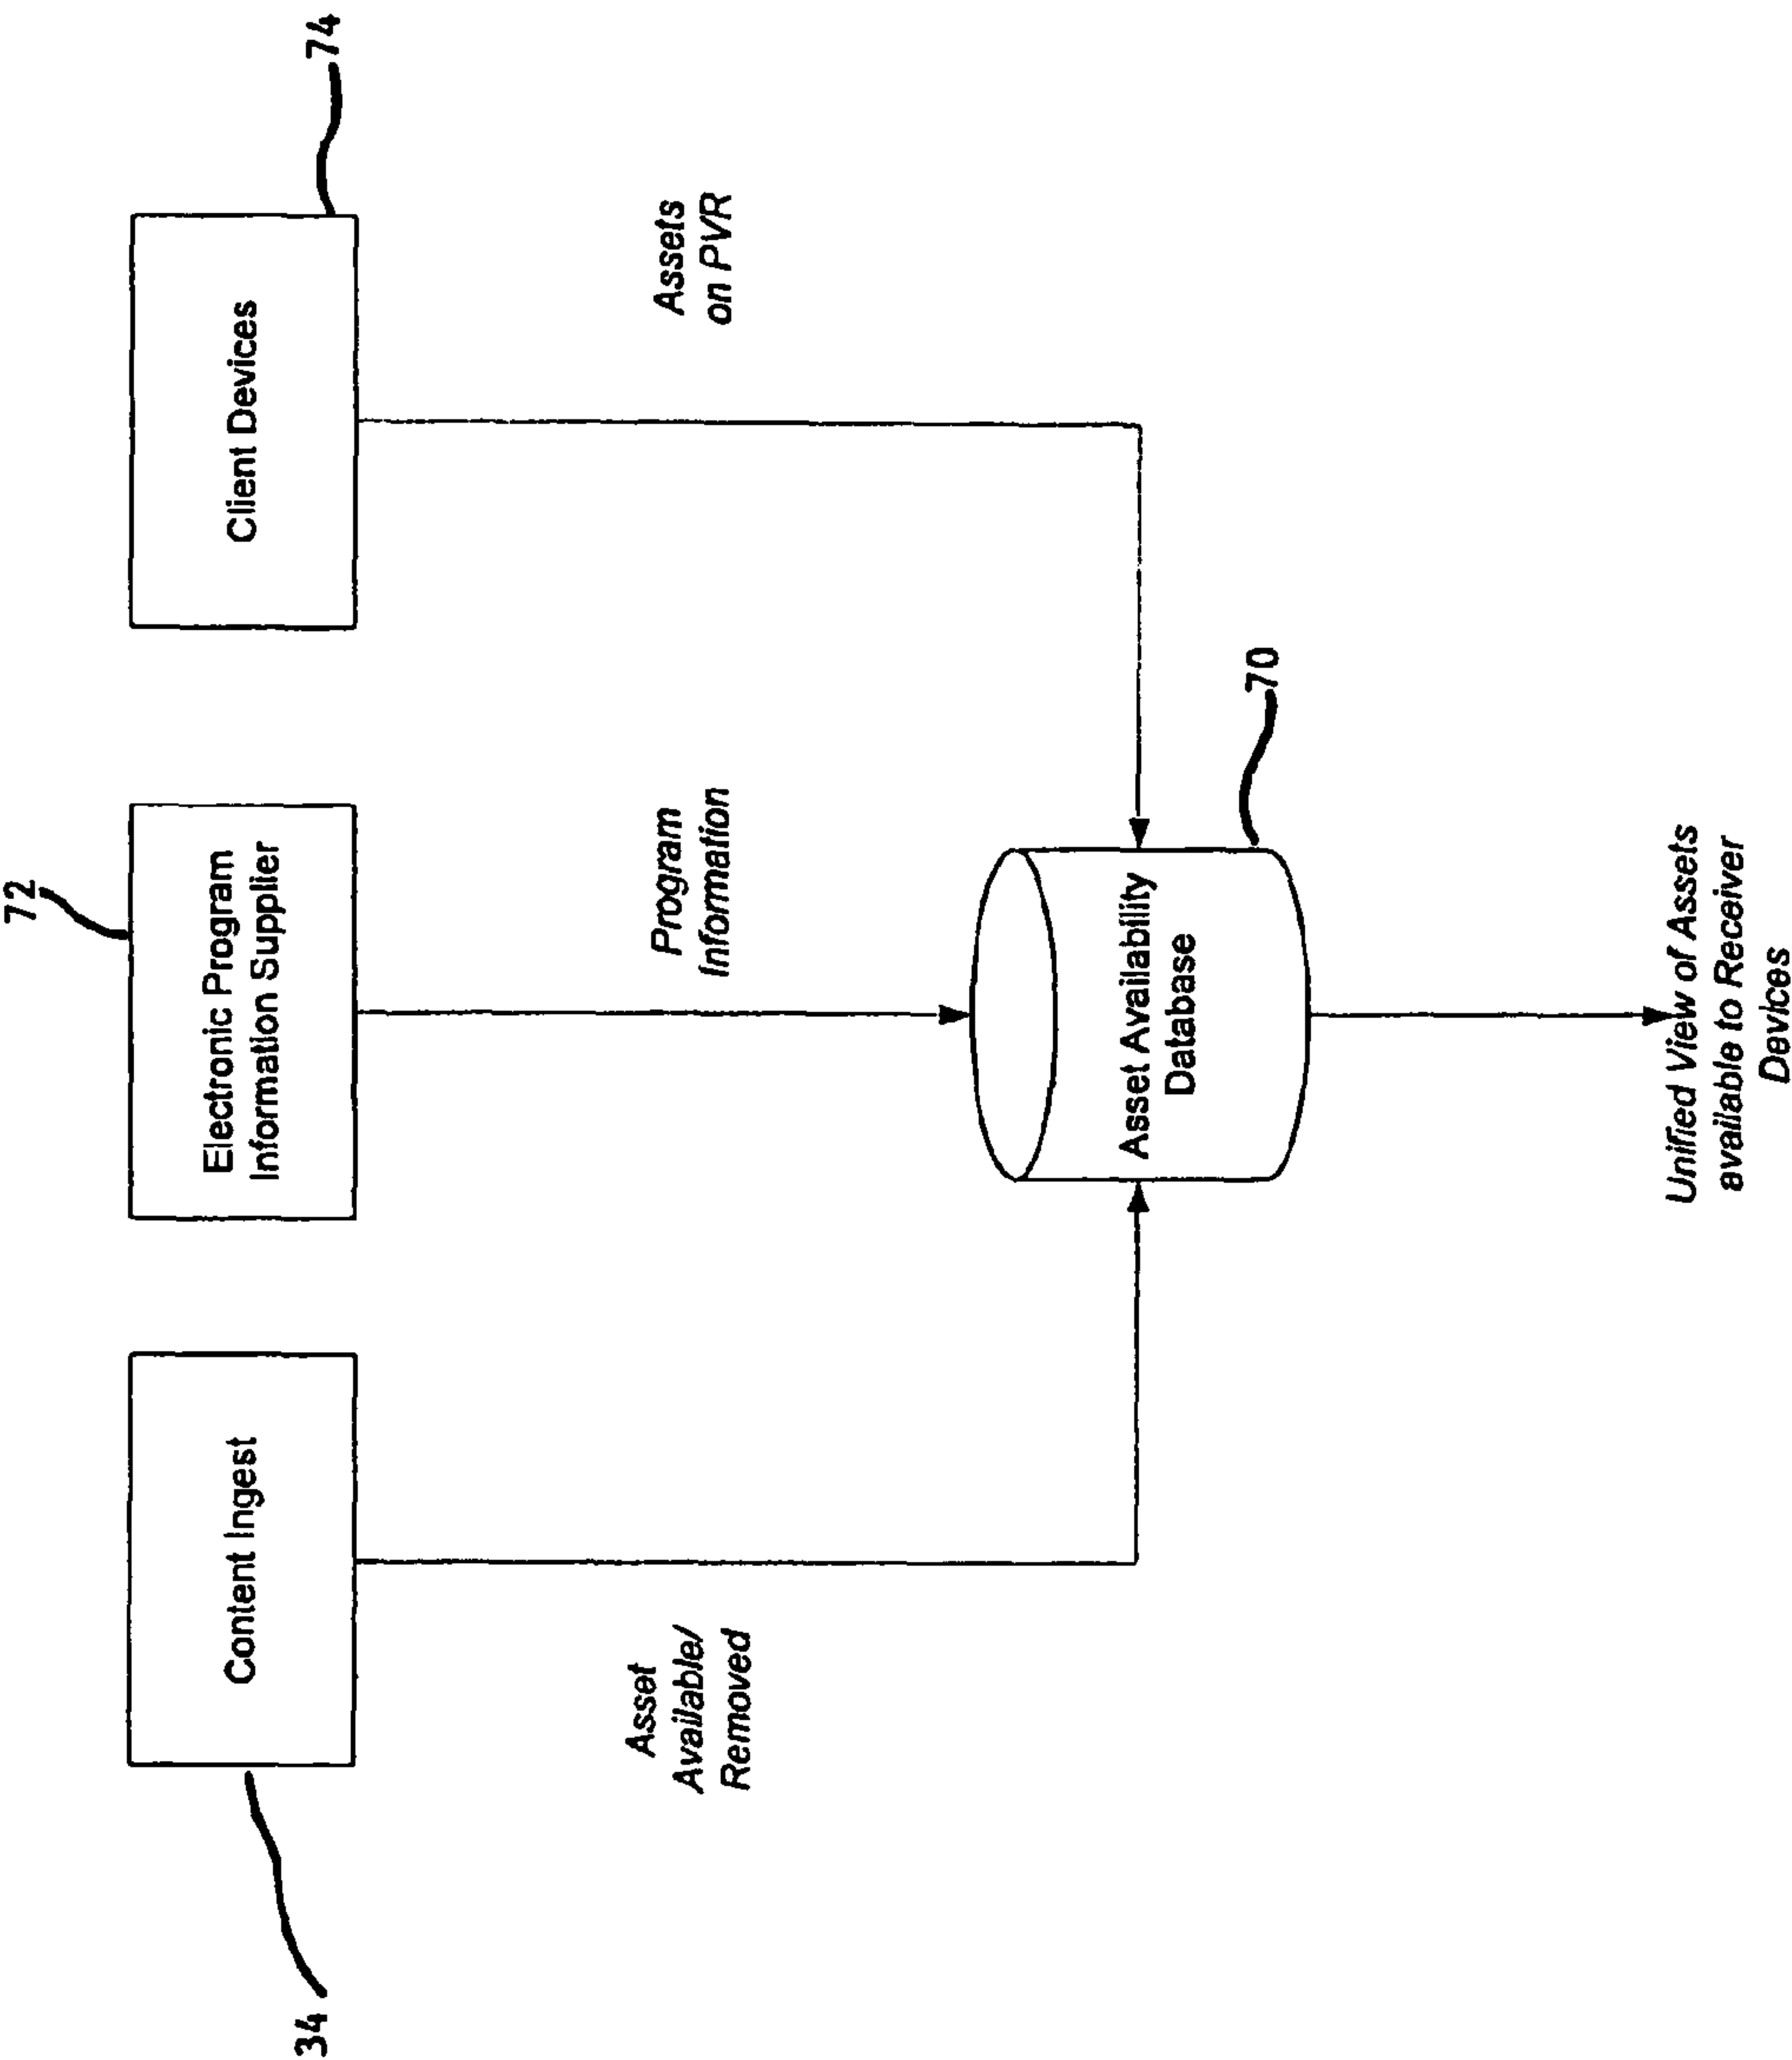 72
74
34
Content Ingest
Electronic Program
Information Supplier
Client Devices
Asset
Available/
Removed
Program
Information
Assets
on PVR
Asset Availability
Database
70
Unified View of Assets
available to Receiver
Devices